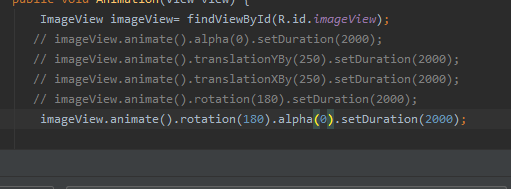 public void Animation(View view) {
ImageView imageView= findViewById(R.id.imageView);
// imageView.animate().alpha(0).setDuration(2000);
// imageView.animate().translationYBy(250).setDuration(2000);
// imageView.animate().translationXBy(250).setDuration(2000);
// imageView.animate().rotation(180).setDuration(2000);
imageView.animate().rotation(180).alpha(0).setDuration(2000);